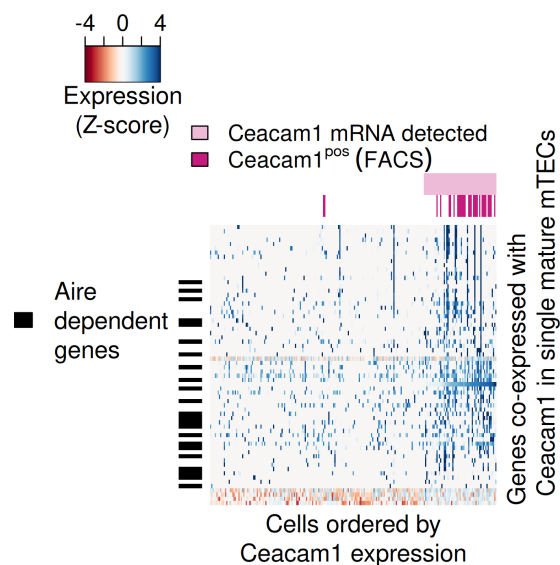 -4 0 4
Expression
(Z-score)
Ceacam1 mRNA detected
Ceacam1pos (FACS)
Aire
dependent
genes
Genes co-expressed with
Ceacam1 in single mature mTECs
Cells ordered by
Ceacam1 expression